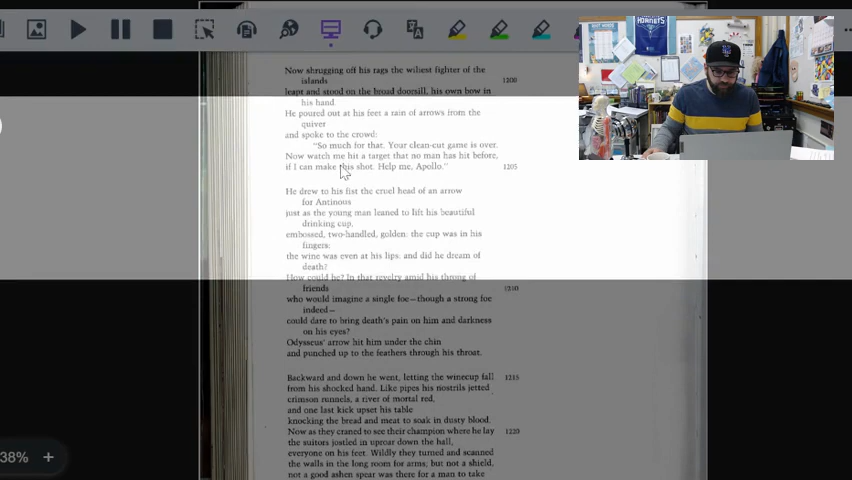 HORNETS
Now shrugging off his rags the wiliest fighter of the
islands
1200
leapt and stood on the broad doorsill, his own bow in
his hand.
He poured out at his feet a rain of arrows from the
quiver
and spoke to the crowd:
"So much for that. Your clean-cut game is over.
Now watch me hit a target that no man has hit before,
if I can make this shot. Help me, Apollo."
1205
He drew to his fist the cruel head of an arrow
for Antinous
just as the young man leaned to lift his beautiful
drinking cup,
embossed, two-handled, golden: the cup was in his
fingers:
the wine was even at his lips: and did he dream of
death?
How could he? In that revelry amid his throng of
friends
1210
who would imagine a single foe—though a strong foe
indeed—
could dare to bring death's pain on him and darkness
on his eyes?
Odysseus' arrow hit him under the chin
and punched up to the feathers through his throat.
Backward and down he went, letting the winecup fall
1215
from his shocked hand. Like pipes his nostrils jetted
crimson runnels, a river of mortal red,
and one last kick upset his table
knocking the bread and meat to soak in dusty blood.
Now as they craned to see their champion where he lay
1220
the suitors jostled in uproar down the hall,
everyone on his feet. Wildly they turned and scanned
the walls in the long room for arms; but not a shield,
not a good ashen spear was there for a man to take
38% +